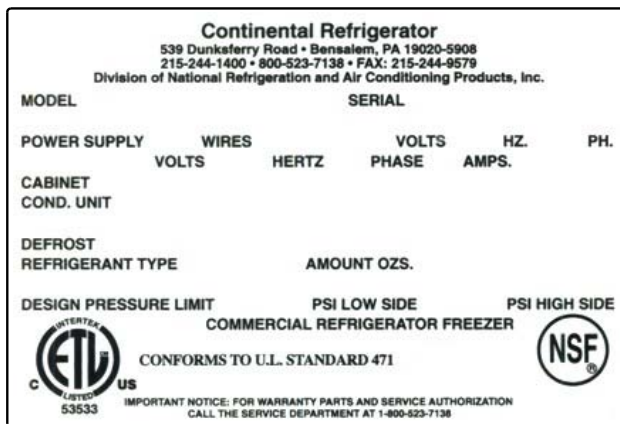 Continental Refrigerator
539 Dunksferry Road • Bensalem, PA 19020-5908
215-244-1400 • 800-523-7138 • FAX: 215-244-9579
Division of National Refrigeration and Air Conditioning Products, Inc.
MODEL SERIAL
POWER SUPPLY WIRES VOLTS HZ. PH.
VOLTS HERTZ PHASE AMPS.
CABINET
COND. UNIT
DEFROST
REFRIGERANT TYPE AMOUNT OZS.
DESIGN PRESSURE LIMIT PSI LOW SIDE PSI HIGH SIDE
COMMERCIAL REFRIGERATOR FREEZER
INTERTEK
ETL
C US
LISTED
53533
CONFORMS TO U.L. STANDARD 471
NSF®
IMPORTANT NOTICE: FOR WARRANTY PARTS AND SERVICE AUTHORIZATION
CALL THE SERVICE DEPARTMENT AT 1-800-523-7138